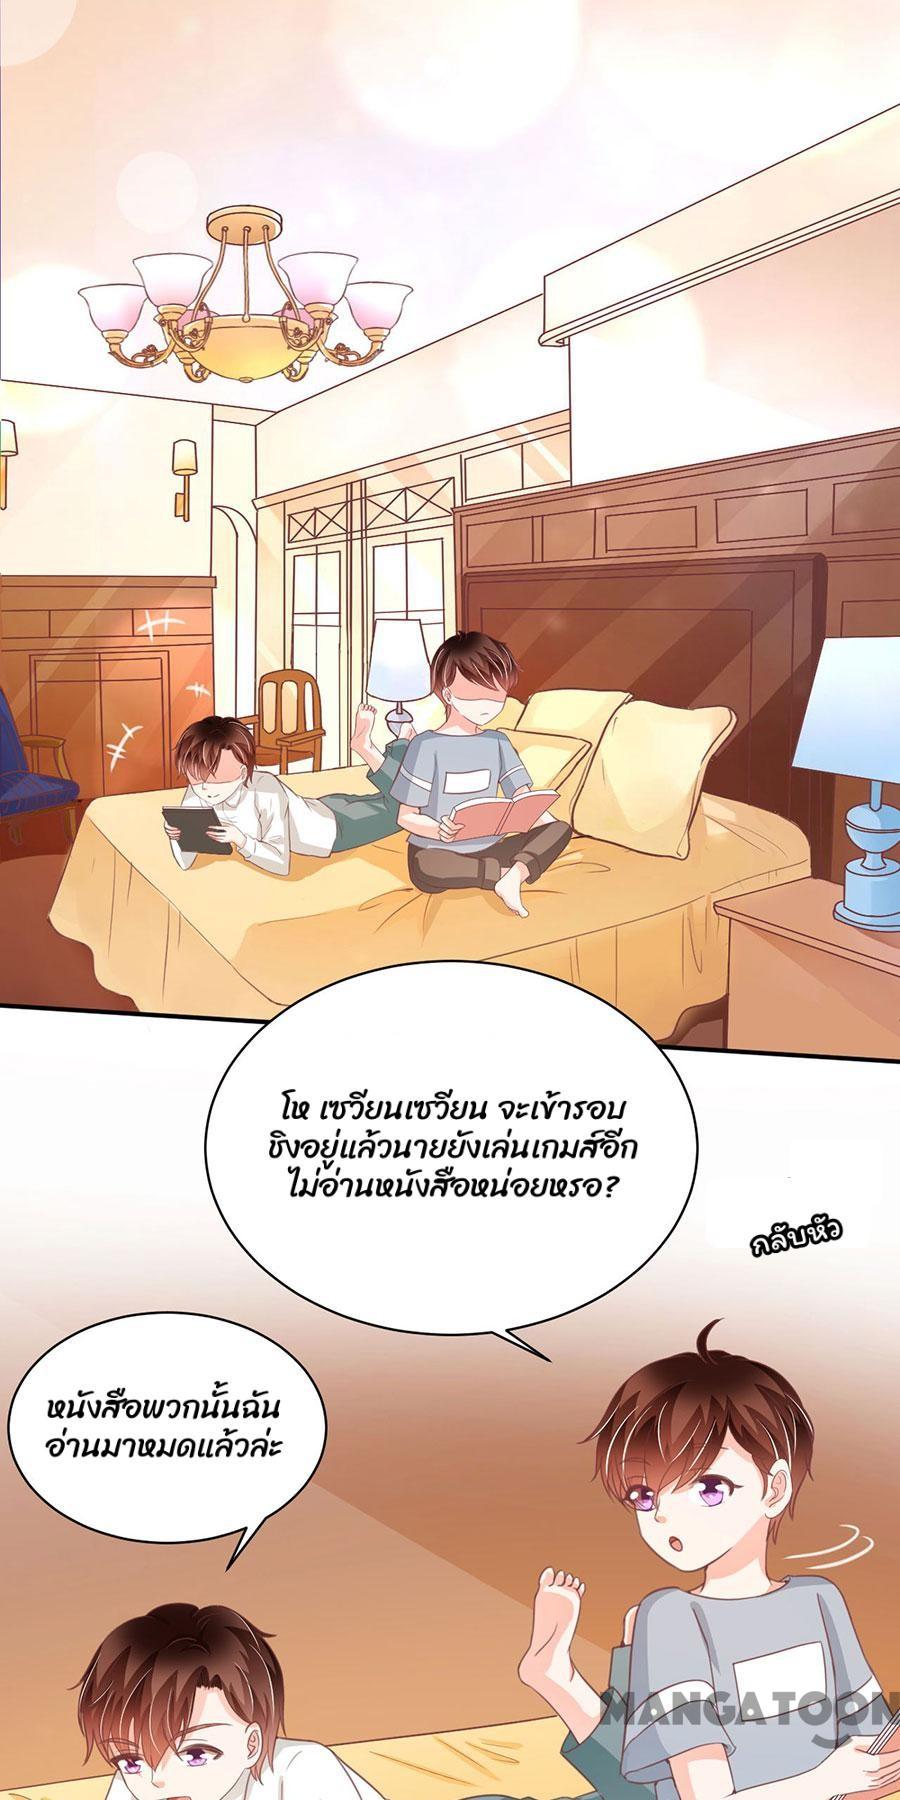 โห เซวียนเซวียน จะเข้ารอบ
ชิงอยู่แล้วนายยังเล่นเกมส์อีก
ไม่อ่านหนังสือหน่อยหรอ?
กลับหัว
หนังสือพวกนั้นฉัน
อ่านมาหมดแล้วล่ะ
MANGATOON